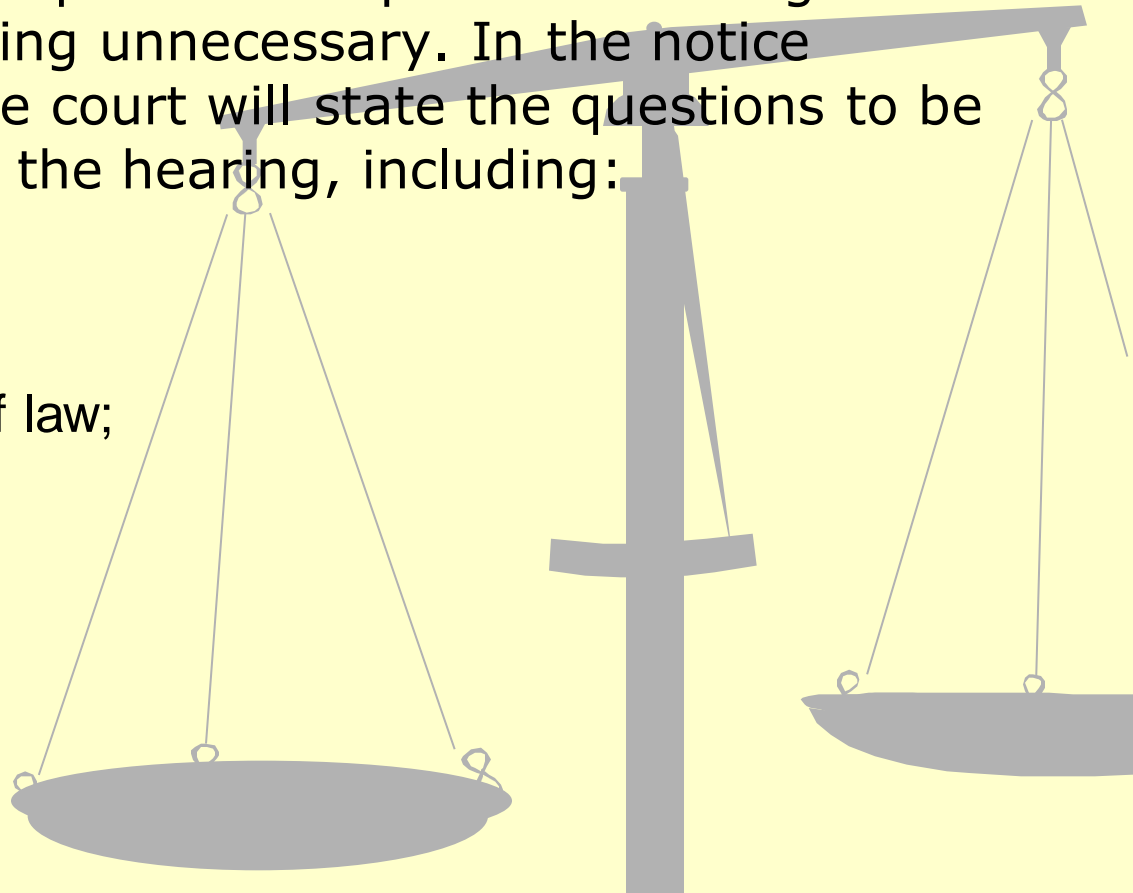 ing unnecessary. In the notice
e court will state the questions to be
the hearing, including:
f law;